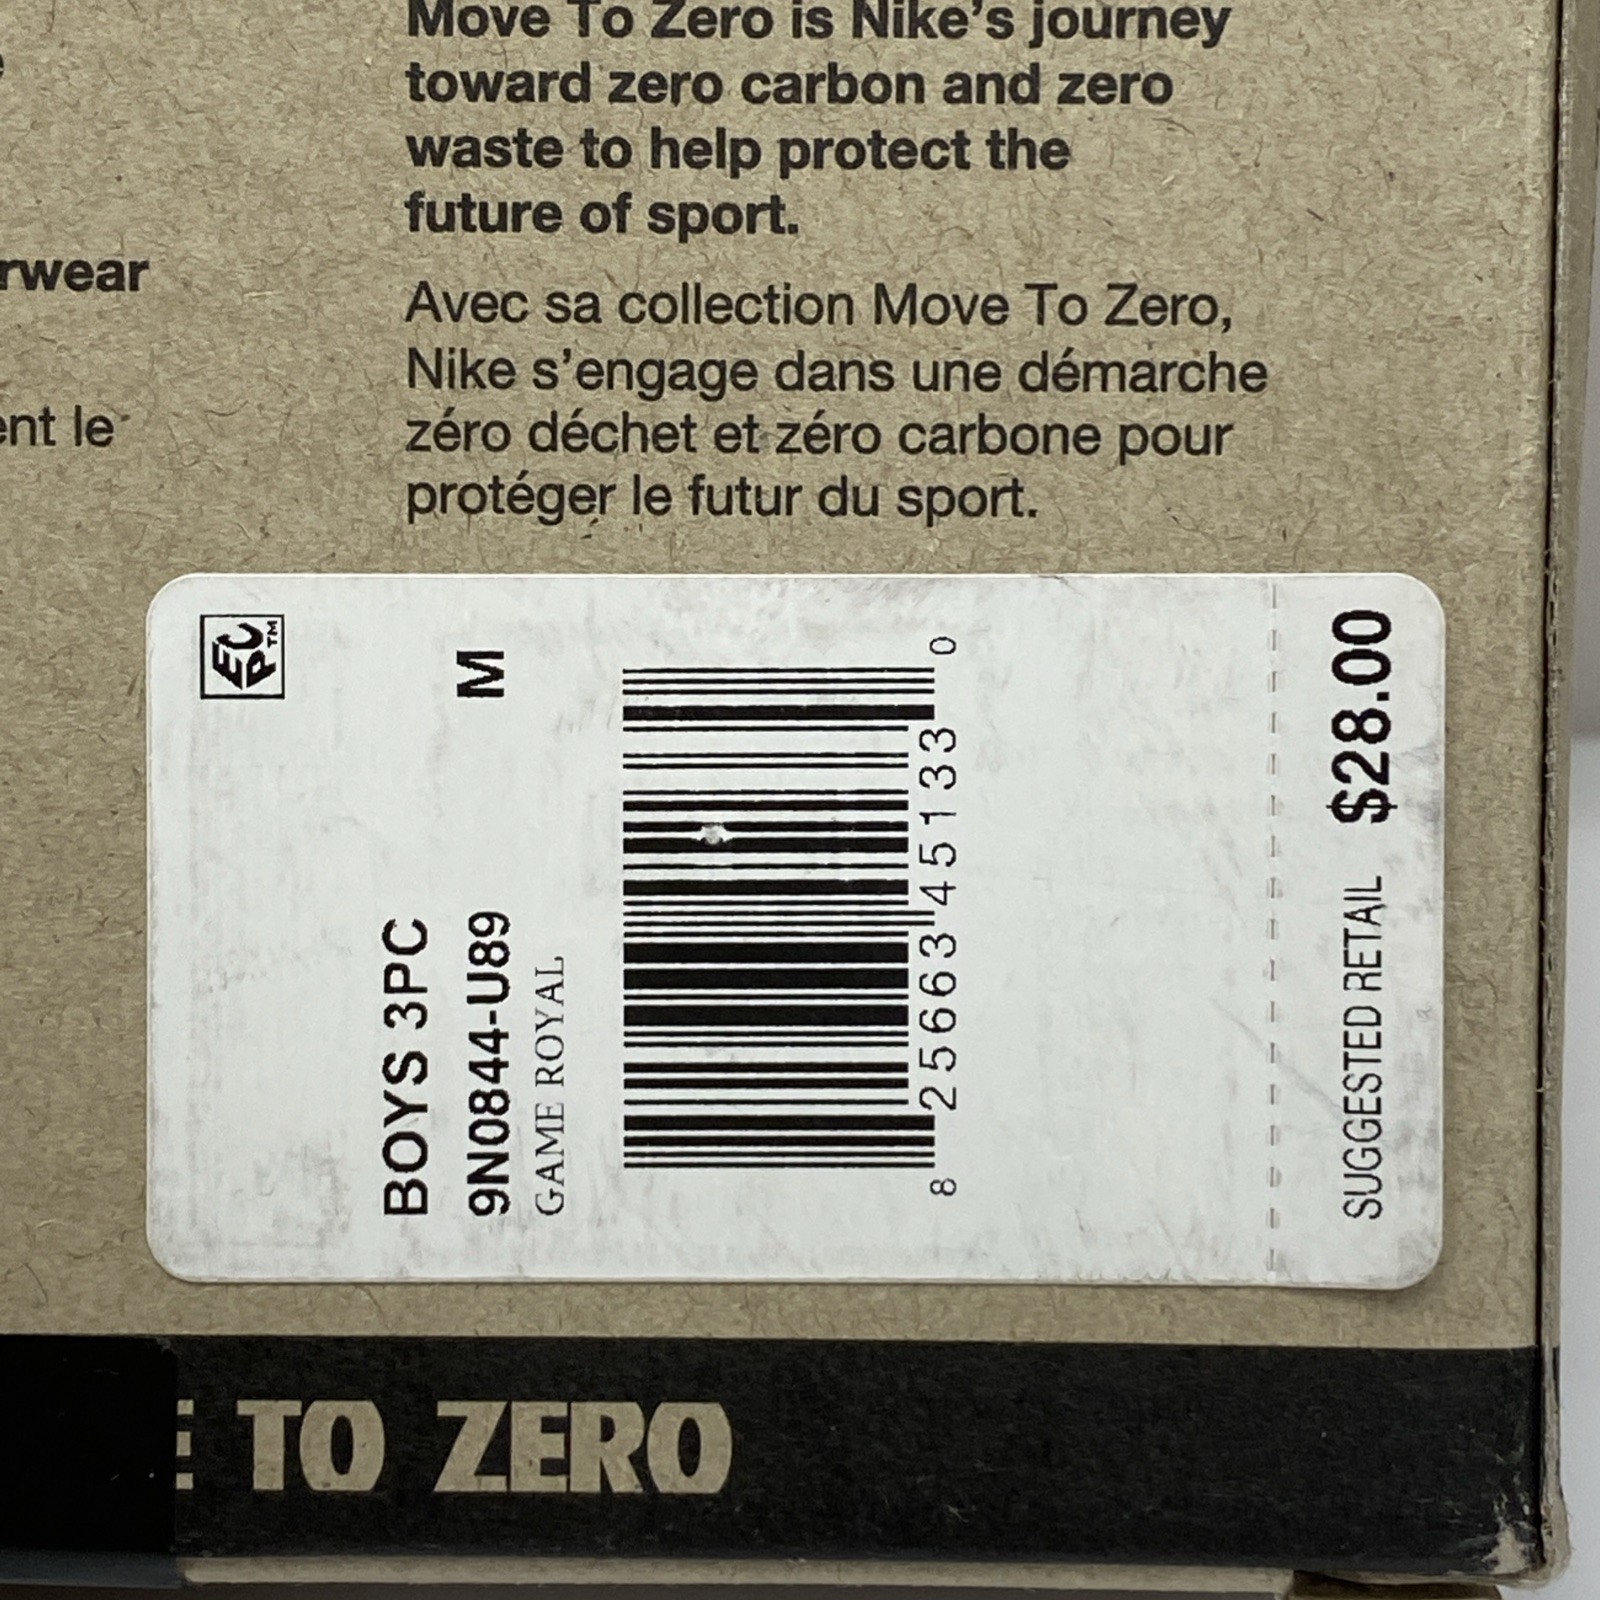 rwear
ent le
Move To Zero is Nike's journey
toward zero carbon and zero
waste to help protect the
future of sport.
Avec sa collection Move To Zero,
Nike s'engage dans une démarche
zéro déchet et zéro carbone pour
protéger le futur du sport.
EPC™
BOYS 3PC
9N0844-U89 M
GAME ROYAL
8 25663 45133 0
SUGGESTED RETAIL $28.00
E TO ZERO